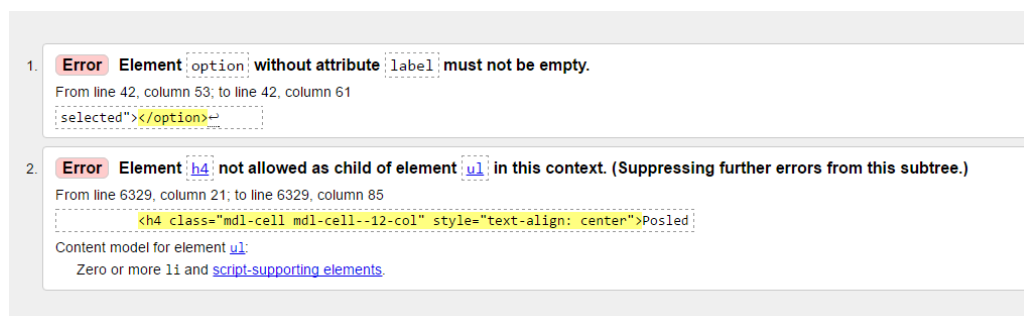 1. Error Element option without attribute label must not be empty.
From line 42, column 53; to line 42, column 61
selected"></option>↩
2. Error Element h4 not allowed as child of element ul in this context. (Suppressing further errors from this subtree.)
From line 6329, column 21; to line 6329, column 85
<h4 class="mdl-cell mdl-cell--12-col" style="text-align: center">Posled
Content model for element ul:
Zero or more li and script-supporting elements.